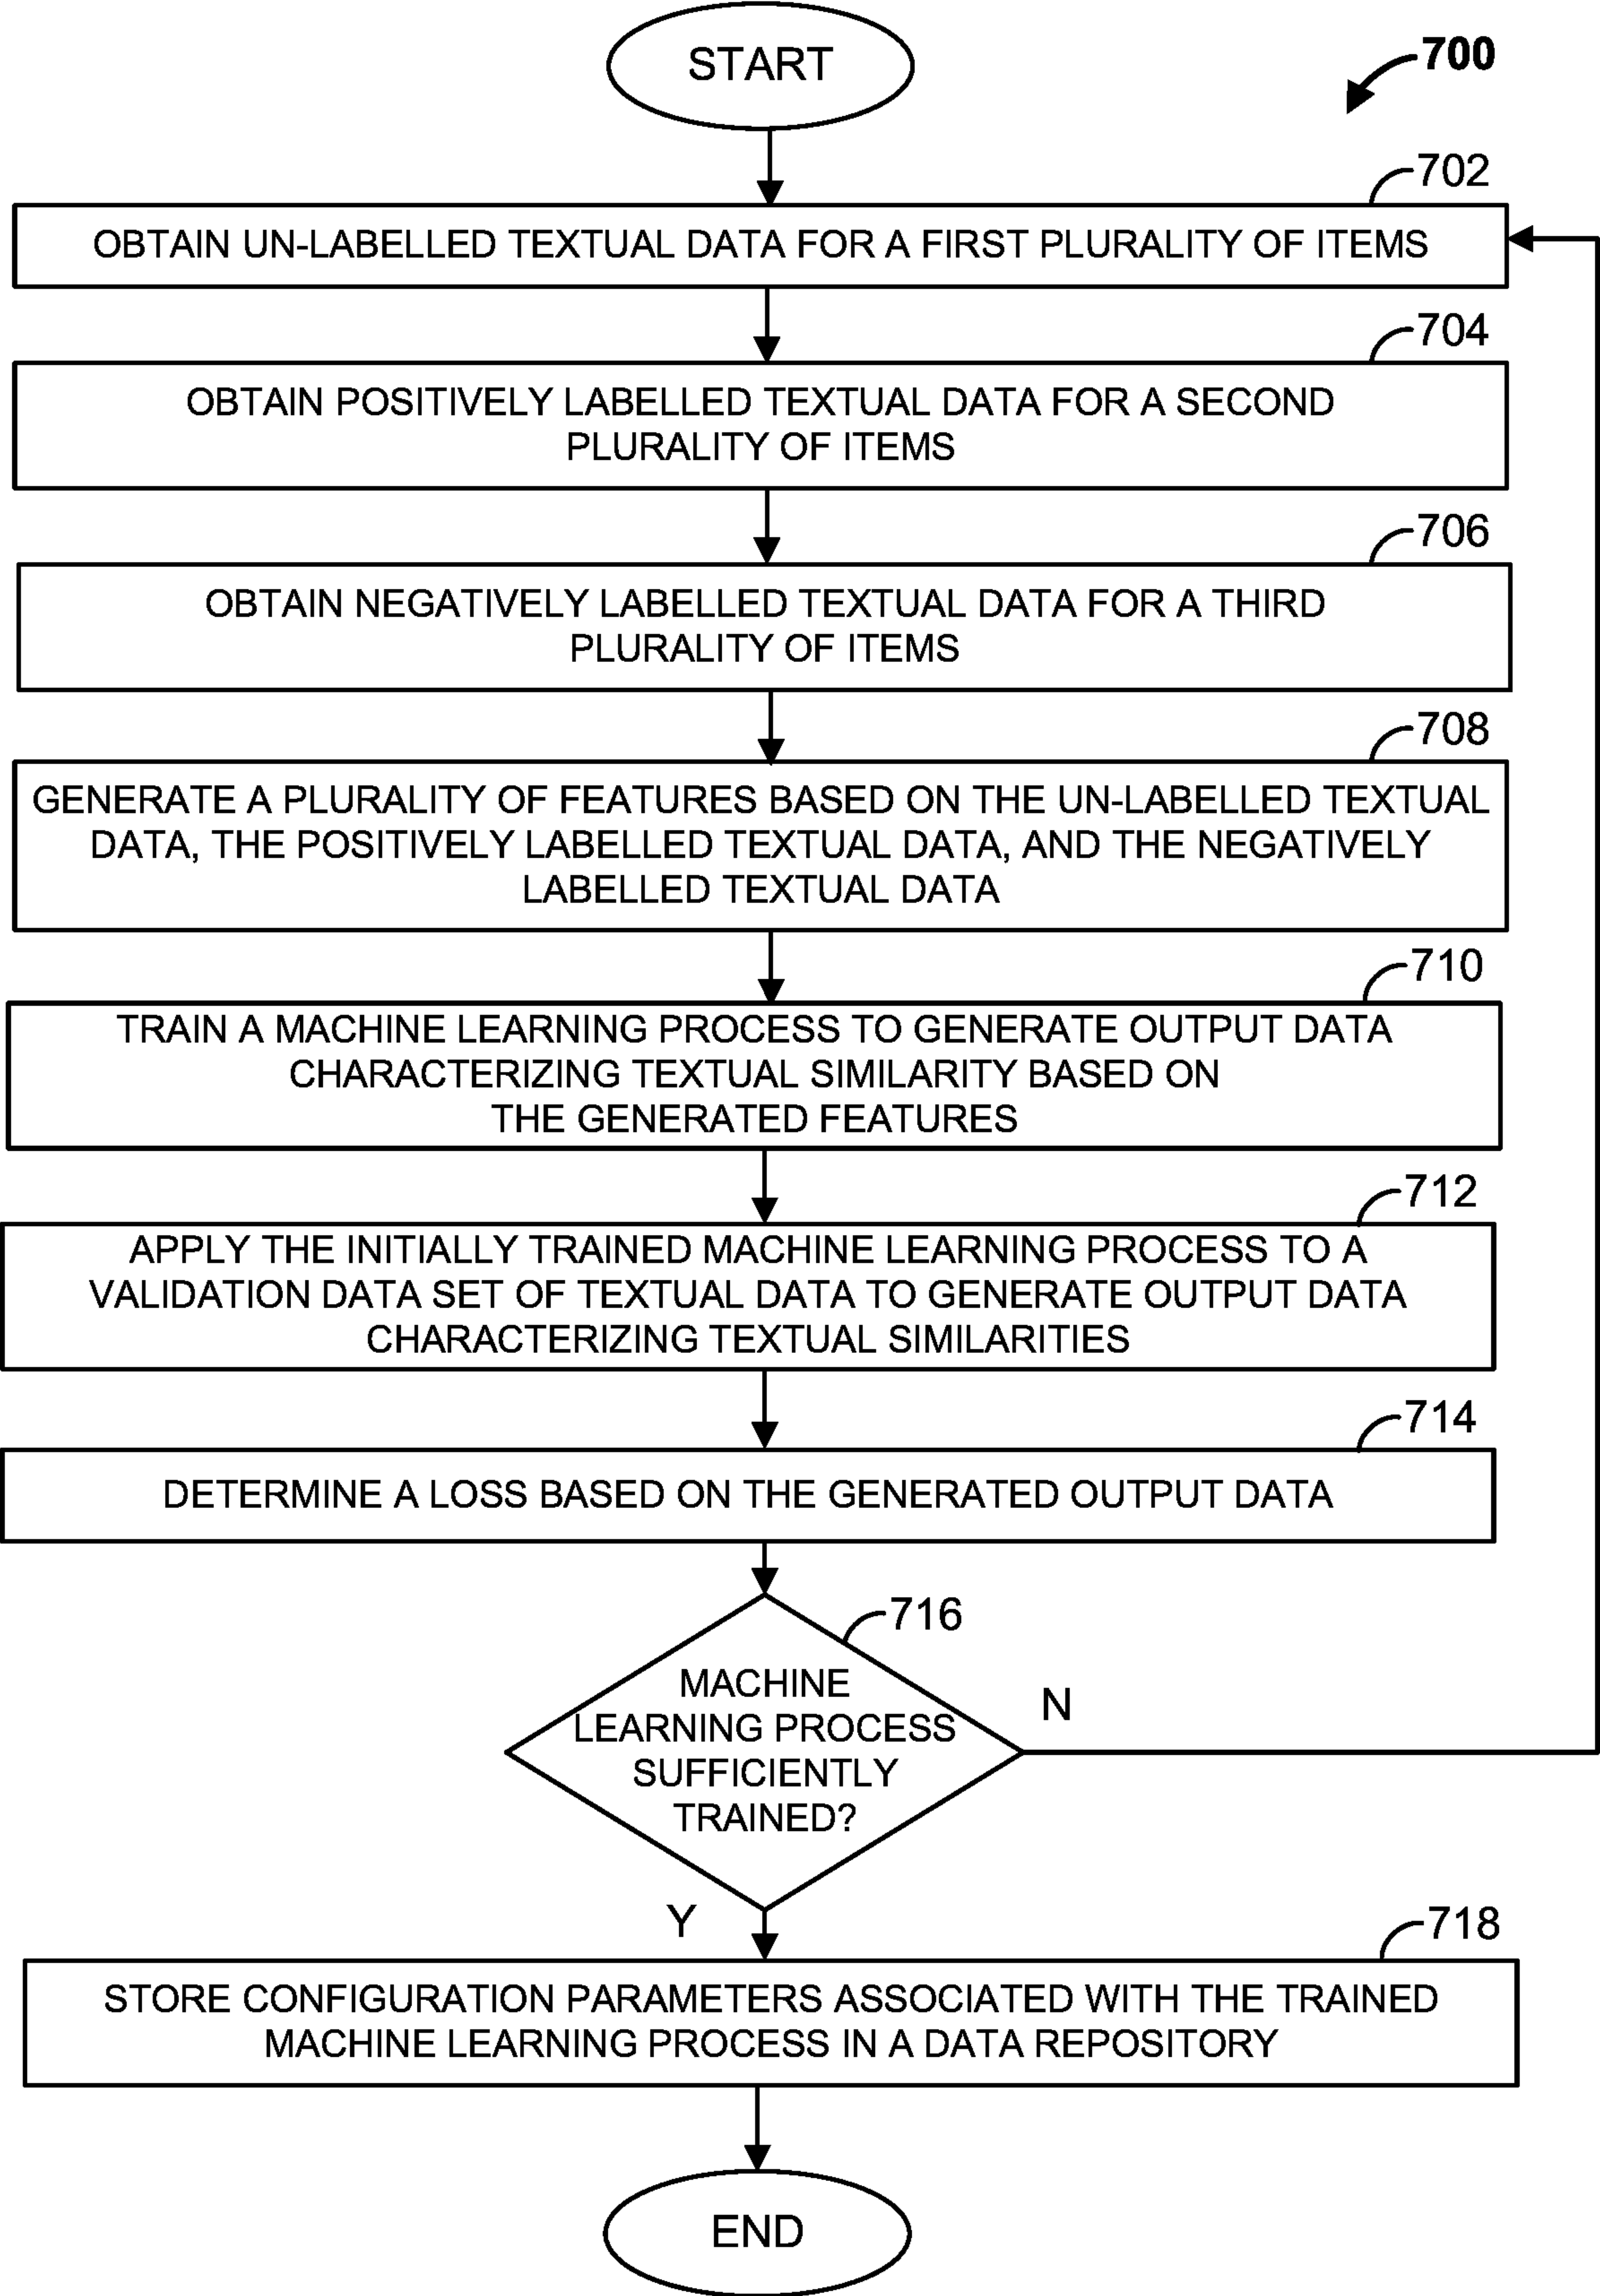 START
700
702
OBTAIN UN-LABELLED TEXTUAL DATA FOR A FIRST PLURALITY OF ITEMS
704
OBTAIN POSITIVELY LABELLED TEXTUAL DATA FOR A SECOND
PLURALITY OF ITEMS
706
OBTAIN NEGATIVELY LABELLED TEXTUAL DATA FOR A THIRD
PLURALITY OF ITEMS
708
GENERATE A PLURALITY OF FEATURES BASED ON THE UN-LABELLED TEXTUAL
DATA, THE POSITIVELY LABELLED TEXTUAL DATA, AND THE NEGATIVELY
LABELLED TEXTUAL DATA
710
TRAIN A MACHINE LEARNING PROCESS TO GENERATE OUTPUT DATA
CHARACTERIZING TEXTUAL SIMILARITY BASED ON
THE GENERATED FEATURES
712
APPLY THE INITIALLY TRAINED MACHINE LEARNING PROCESS TO A
VALIDATION DATA SET OF TEXTUAL DATA TO GENERATE OUTPUT DATA
CHARACTERIZING TEXTUAL SIMILARITIES
714
DETERMINE A LOSS BASED ON THE GENERATED OUTPUT DATA
716
MACHINE
LEARNING PROCESS
SUFFICIENTLY
TRAINED?
N
Y
718
STORE CONFIGURATION PARAMETERS ASSOCIATED WITH THE TRAINED
MACHINE LEARNING PROCESS IN A DATA REPOSITORY
END